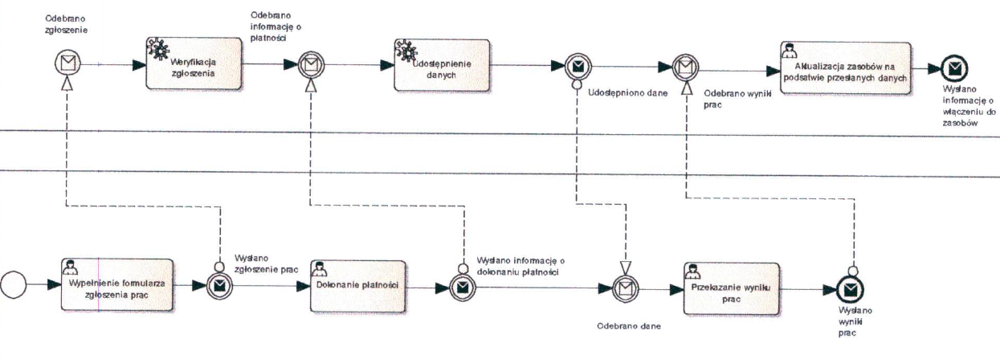 Odebrano
zgłoszenie
Weryfikacja
zgłoszenia
Odebrano
informację o
płatności
Udostępnienie
danych
Udostępniono dane
Odebrano wyniki
prac
Aktualizacja zasobów na
podsatwie przesłanych danych
Wysłano
informację o
włączeniu do
zasobów
Wypełnienie formularza
zgłoszenia prac
Wysłano
zgłoszenie prac
Dokonanie płatności
Wysłano informację o
dokonaniu płatności
Odebrano dane
Przekazanie wyniku
prac
Wysłano
wyniki
prac